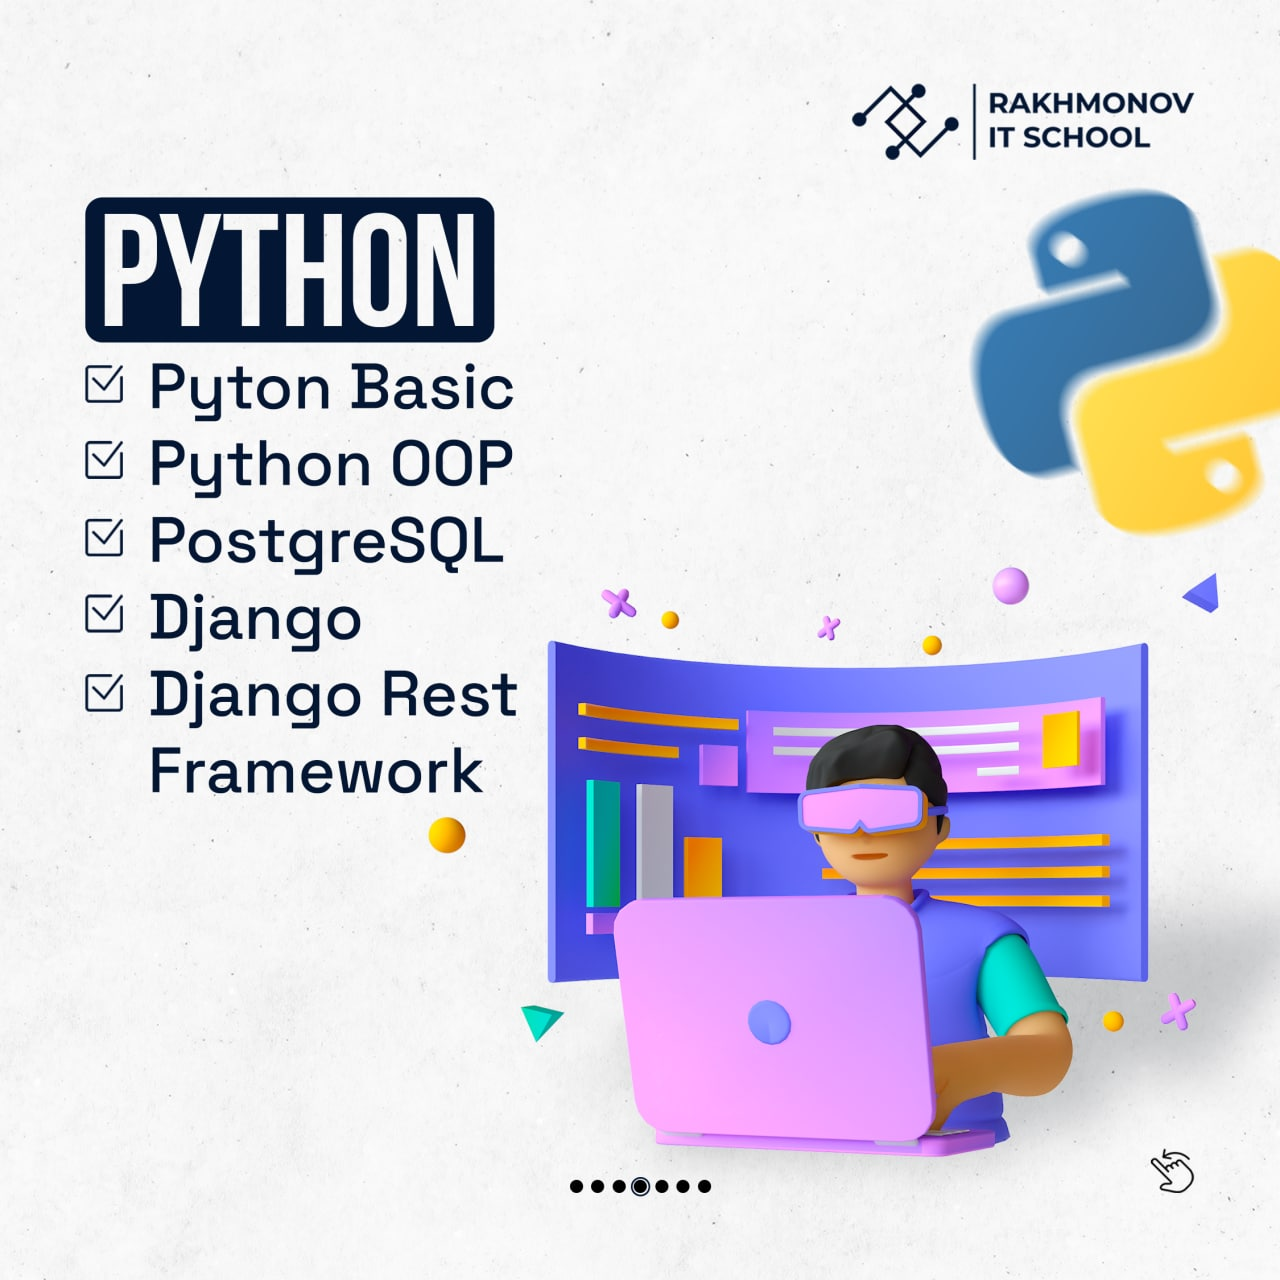 RAKHMONOV
IT SCHOOL
PYTHON
Pyton Basic
Python OOP
PostgreSQL
Django
Django Rest
Framework